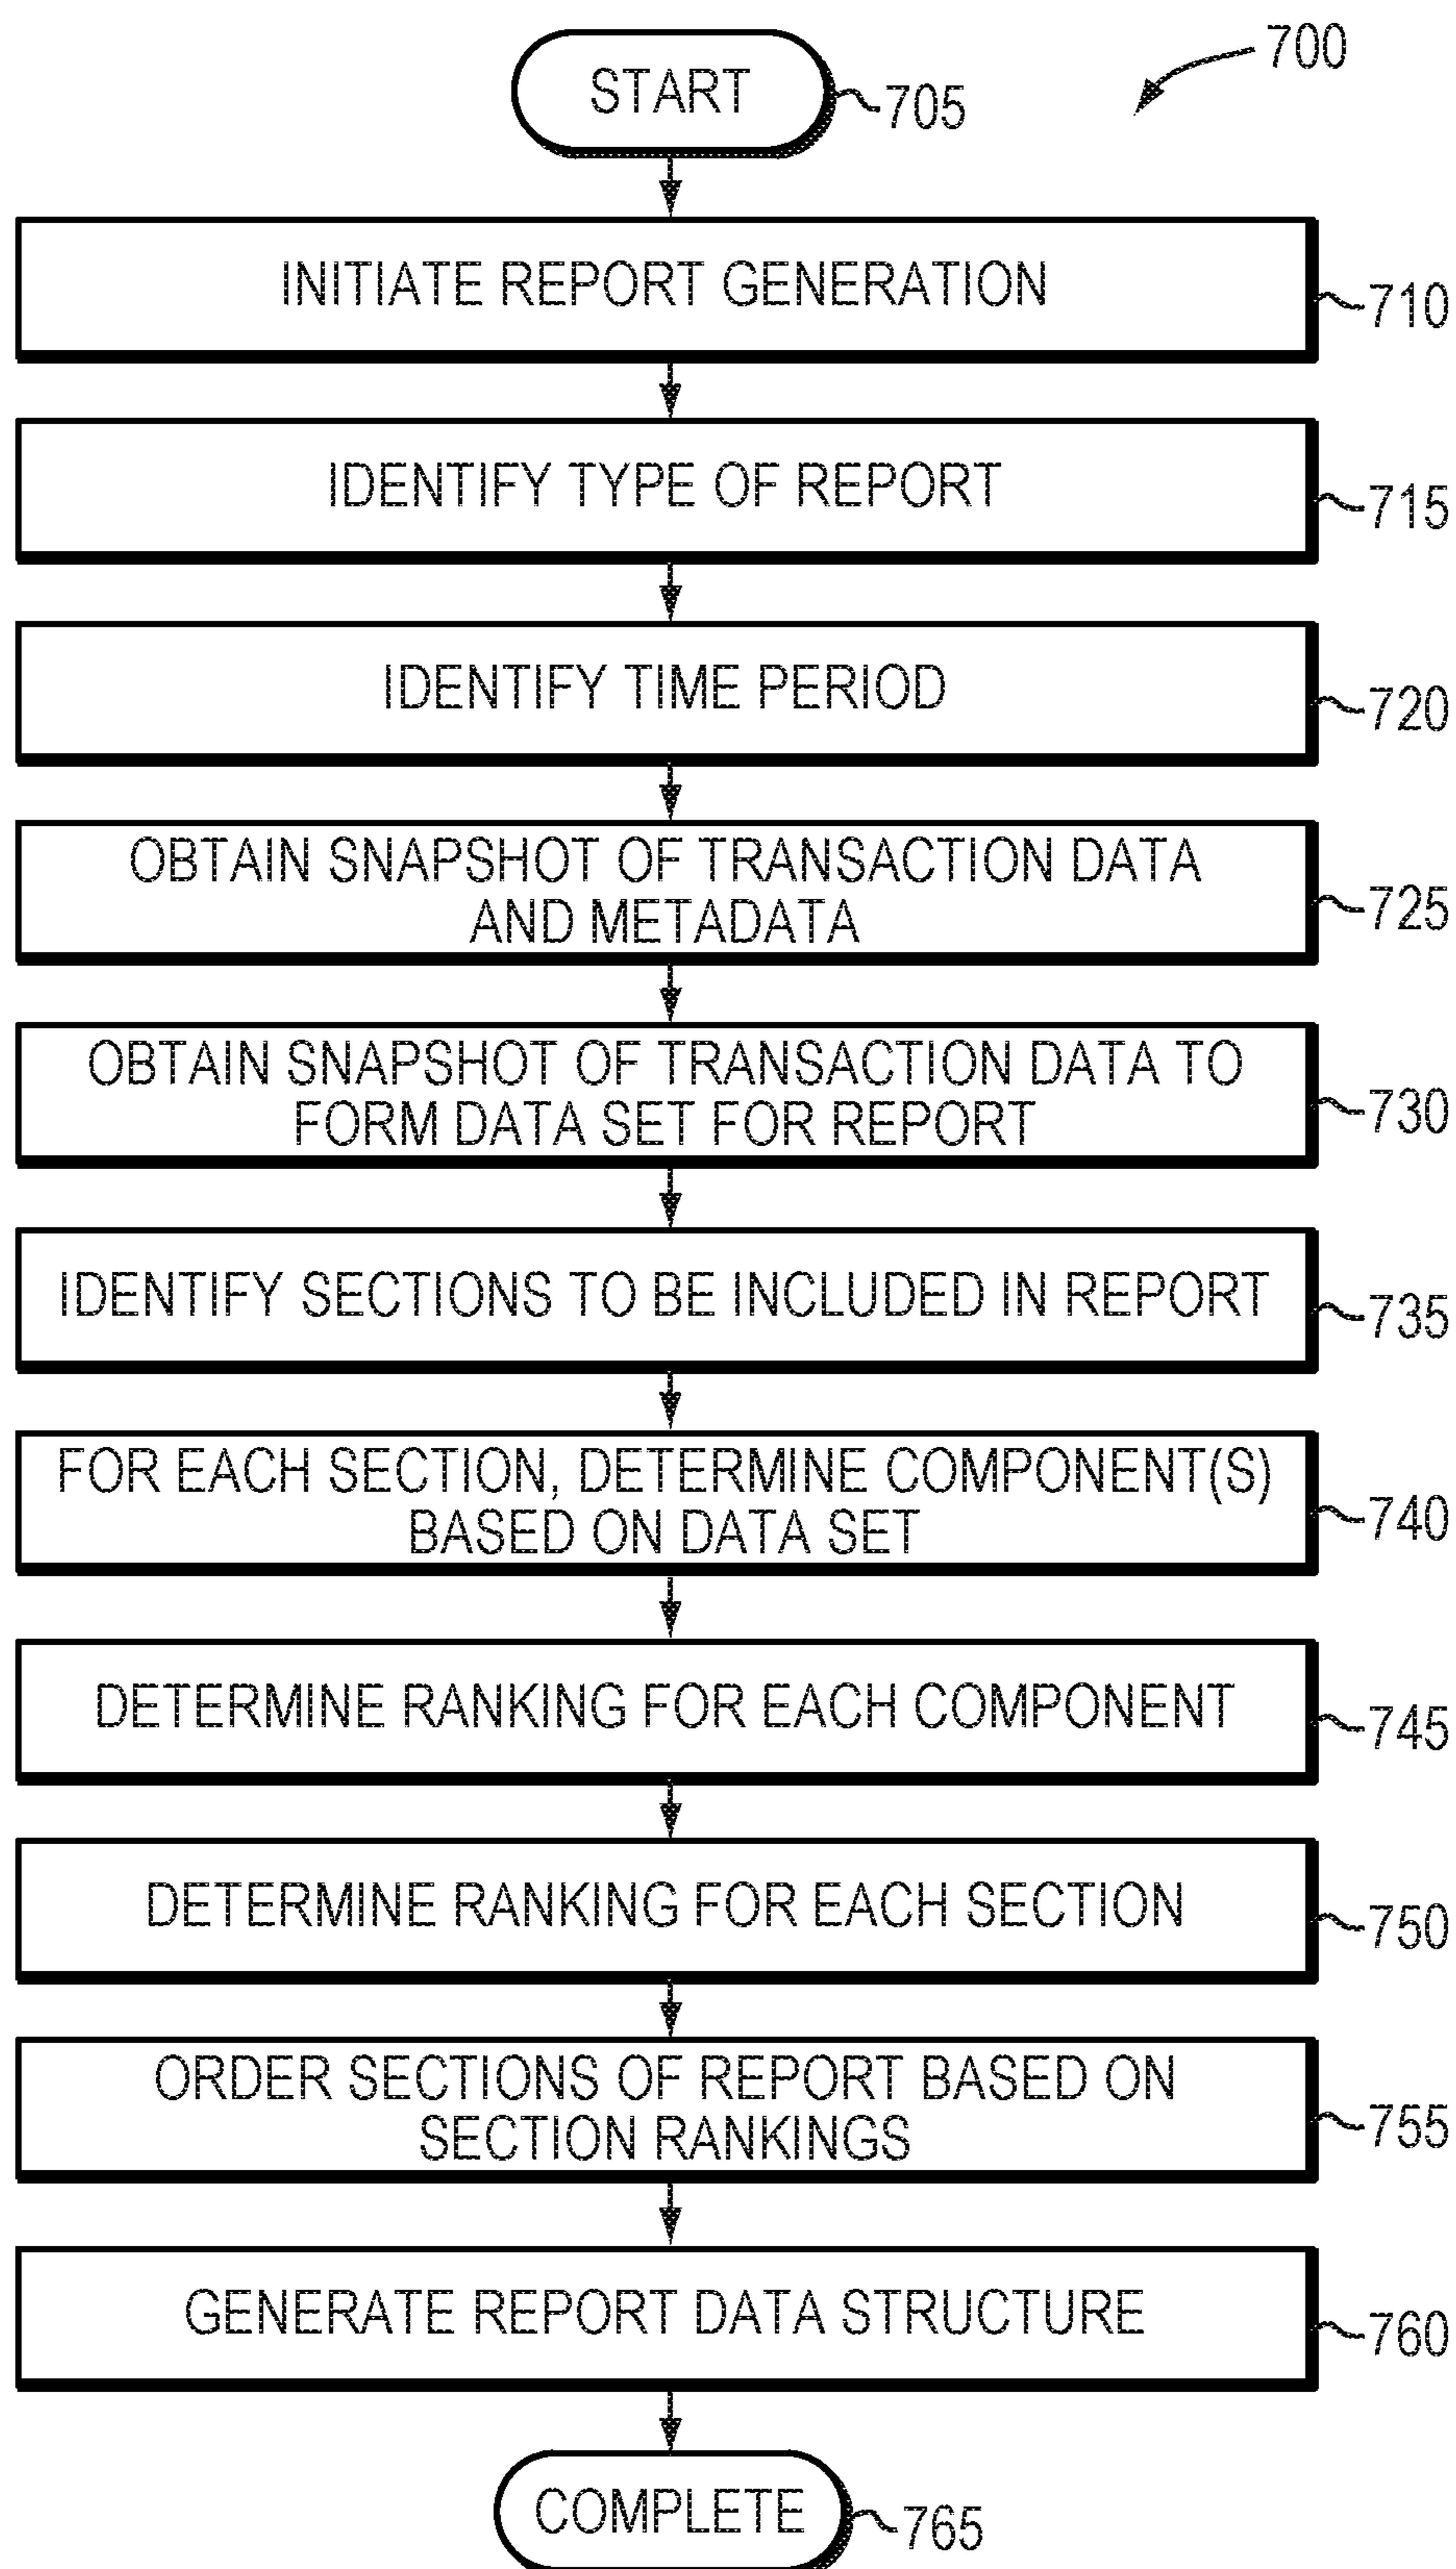 700
START
705
INITIATE REPORT GENERATION
710
IDENTIFY TYPE OF REPORT
715
IDENTIFY TIME PERIOD
720
OBTAIN SNAPSHOT OF TRANSACTION DATA
AND METADATA
725
OBTAIN SNAPSHOT OF TRANSACTION DATA TO
FORM DATA SET FOR REPORT
730
IDENTIFY SECTIONS TO BE INCLUDED IN REPORT
735
FOR EACH SECTION, DETERMINE COMPONENT(S)
BASED ON DATA SET
740
DETERMINE RANKING FOR EACH COMPONENT
745
DETERMINE RANKING FOR EACH SECTION
750
ORDER SECTIONS OF REPORT BASED ON
SECTION RANKINGS
755
GENERATE REPORT DATA STRUCTURE
760
COMPLETE
765